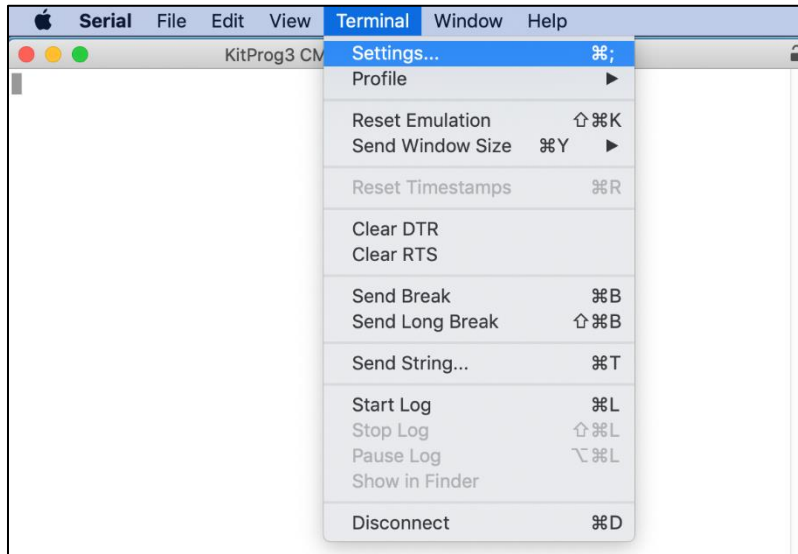 Serial File Edit View Terminal Window Help
KitProg3 CM
Settings... ⌘;
Profile ▶
Reset Emulation ⇧⌘K
Send Window Size ⌘Y ▶
Reset Timestamps ⌘R
Clear DTR
Clear RTS
Send Break ⌘B
Send Long Break ⇧⌘B
Send String... ⌘T
Start Log ⌘L
Stop Log ⇧⌘L
Pause Log ⌥⌘L
Show in Finder
Disconnect ⌘D